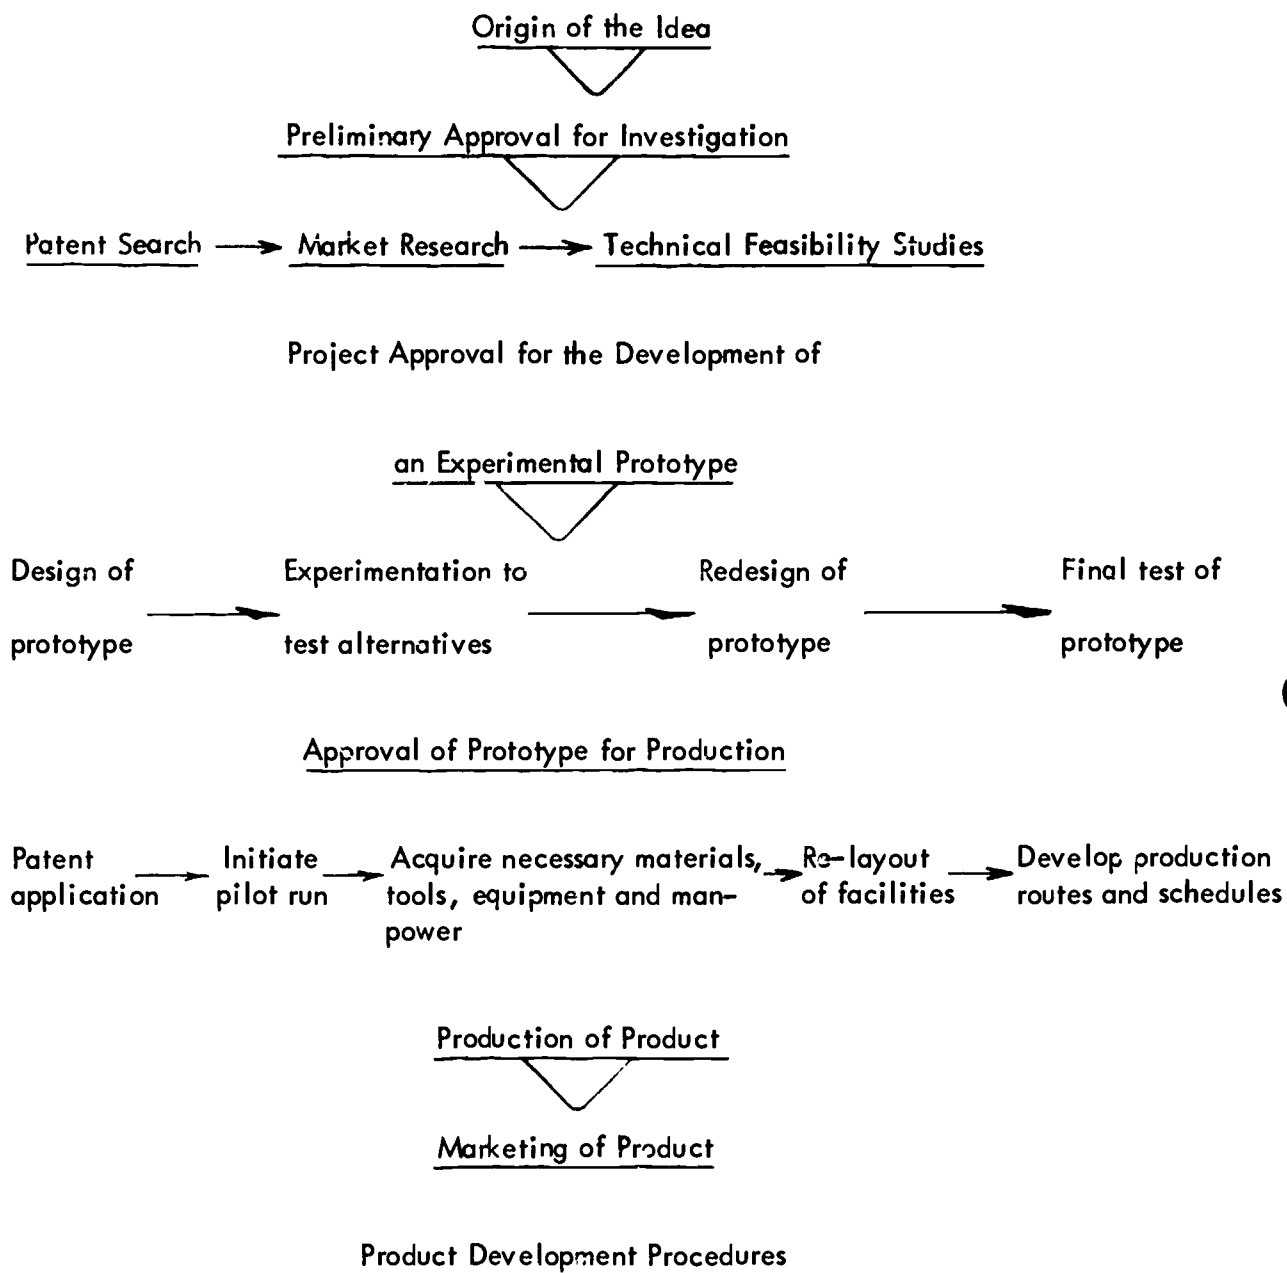 Origin of the Idea
Preliminary Approval for Investigation
Patent Search Market Research Technical Feasibility Studies
Project Approval for the Development of
an Experimental Prototype
Design of Experimentation to Redesign of Final test of
prototype test alternatives prototype prototype
Approval of Prototype for Production
Patent Initiate Acquire necessary materials, Re-layout Develop production
application pilot run tools, equipment and man- of facilities routes and schedules
power
Production of Product
Marketing of Product
Product Development Procedures